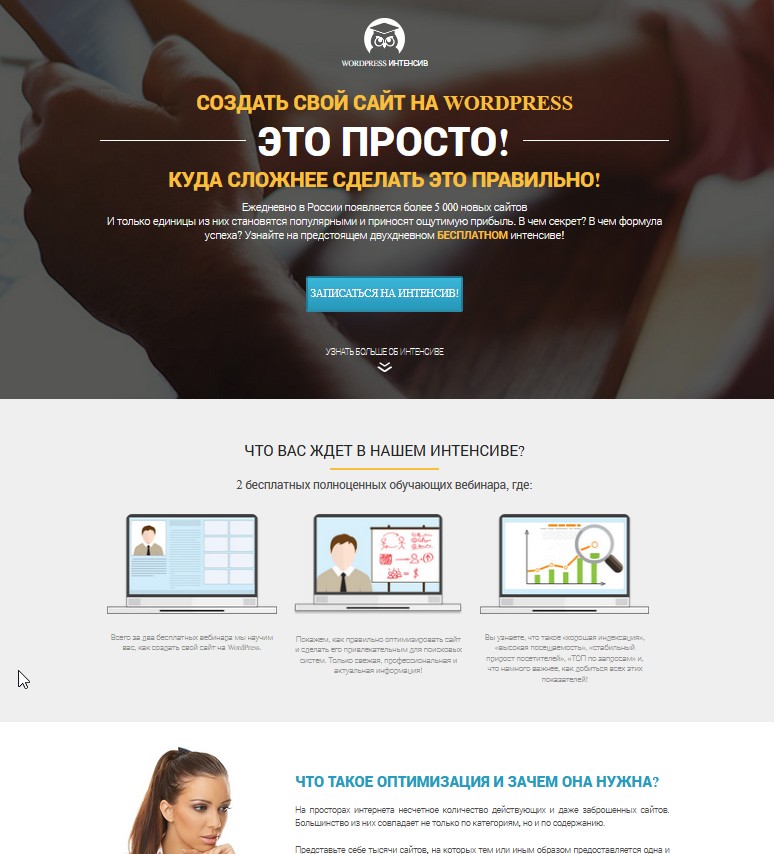 WORDPRESS ИНТЕНСИВ
СОЗДАТЬ СВОЙ САЙТ НА WORDPRESS
ЭТО ПРОСТО!
КУДА СЛОЖНЕЕ СДЕЛАТЬ ЭТО ПРАВИЛЬНО!
Ежедневно в России появляется более 5 000 новых сайтов
И только единицы из них становятся популярными и приносят ощутимую прибыль. В чем секрет? В чем формула
успеха? Узнайте на предстоящем двухдневном БЕСПЛАТНОМ интенсиве!
ЗАПИСАТЬСЯ НА ИНТЕНСИВ!
УЗНАТЬ БОЛЬШЕ ОБ ИНТЕНСИВЕ
ЧТО ВАС ЖДЕТ В НАШЕМ ИНТЕНСИВЕ?
2 бесплатных полноценных обучающих вебинара, где:
Всего за два бесплатных вебинара мы научим
вас, как создать свой сайт на WordPress.
Покажем, как правильно оптимизировать сайт
и сделать его привлекательным для поисковых
систем. Только свежая, профессиональная и
актуальная информация!
Вы узнаете, что такое «хорошая индексация»,
«высокая посещаемость», «стабильный
прирост посетителей», «ТОП по запросам» и,
что намного важнее, как добиться всех этих
показателей!
ЧТО ТАКОЕ ОПТИМИЗАЦИЯ И ЗАЧЕМ ОНА НУЖНА?
На просторах интернета несчетное количество действующих и даже заброшенных сайтов.
Большинство из них совпадает не только по категориям, но и по содержанию.
Представьте себе тысячи сайтов, на которых тем или иным образом предоставляется одна и